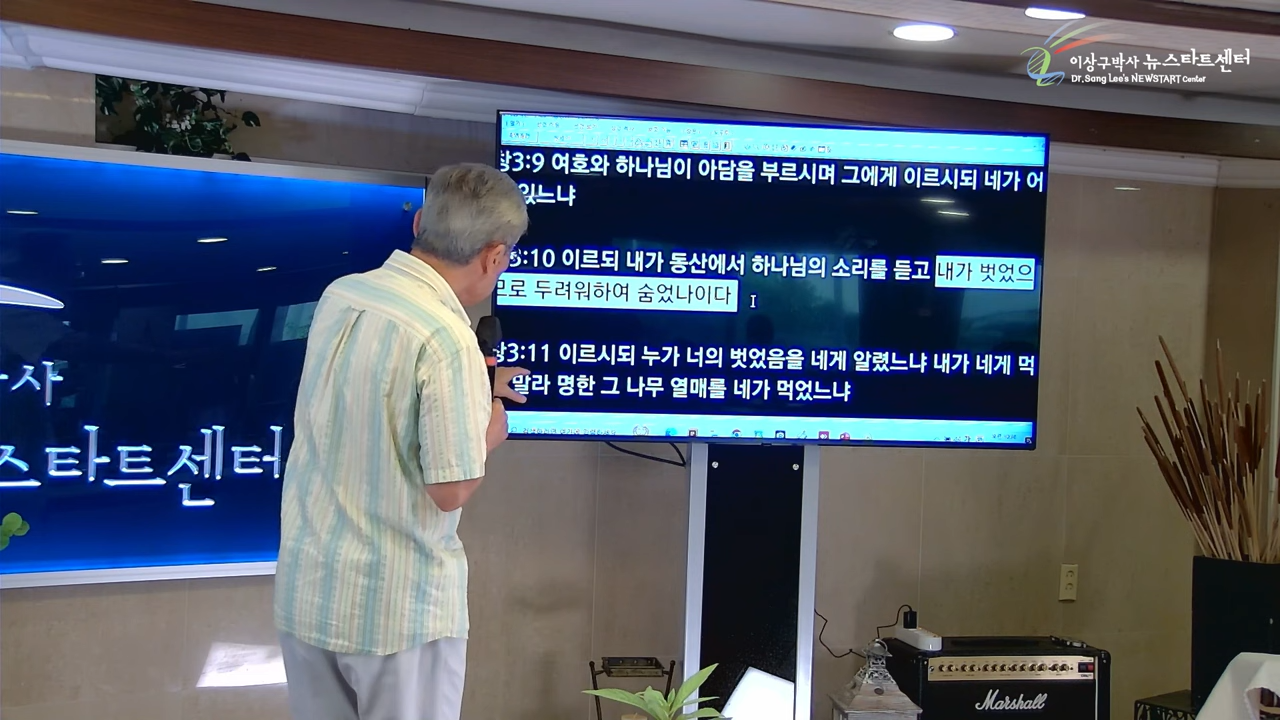 이상구박사 뉴스타트센터
Dr. Sang Lee's NEWSTART Center
3:9 여호와 하나님이 아담을 부르시며 그에게 이르시되 네가 어
있느냐
:10 이르되 내가 동산에서 하나님의 소리를 듣고 내가 벗었으
므로 두려워하여 숨었나이다
창3:11 이르시되 누가 너의 벗었음을 네게 알렸느냐 내가 네게 먹
말라 명한 그 나무 열매를 네가 먹었느냐
사
스타트센터
Marshall